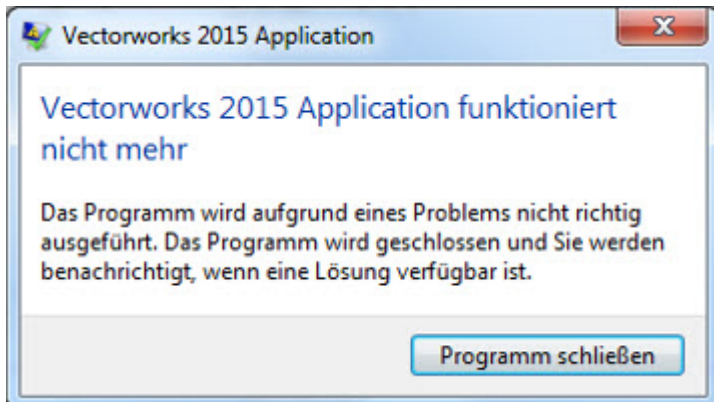 Vectorworks 2015 Application
Vectorworks 2015 Application funktioniert
nicht mehr
Das Programm wird aufgrund eines Problems nicht richtig
ausgeführt. Das Programm wird geschlossen und Sie werden
benachrichtigt, wenn eine Lösung verfügbar ist.
Programm schließen